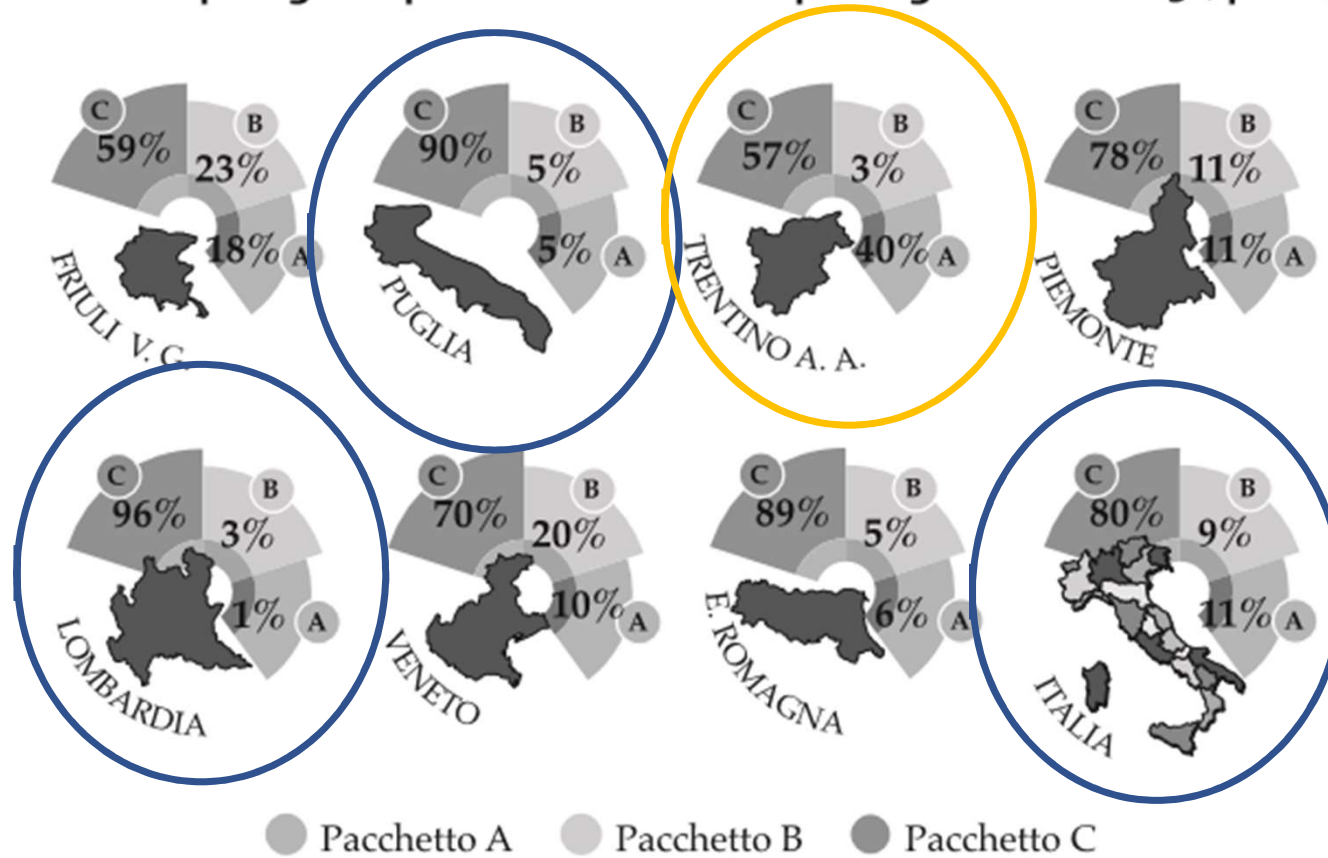 C
B
59%
23%
18%
A
FRIULI V. G.
C
B
90%
5%
5%
A
PUGLIA
C
B
57%
3%
40%
A
TRENTINO A. A.
C
B
78%
11%
11%
A
PIEMONTE
C
B
96%
3%
1%
A
LOMBARDIA
C
B
70%
20%
10%
A
VENETO
C
B
89%
5%
6%
A
E. ROMAGNA
C
B
80%
9%
11%
A
ITALIA
Pacchetto A
Pacchetto B
Pacchetto C